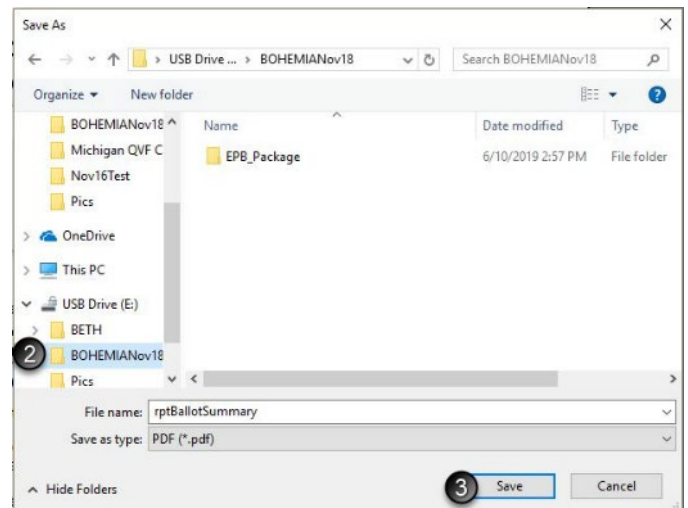 Save As
USB Drive ... > BOHEMIANov18
Search BOHEMIANov18
Organize
New folder
?
BOHEMIANov18
Michigan QVF C
Nov16Test
Pics
OneDrive
This PC
USB Drive (E:)
BETH
2 BOHEMIANov18
Pics
Name Date modified Type
EPB_Package 6/10/2019 2:57 PM File folder
File name: rptBallotSummary
Save as type: PDF (*.pdf)
Hide Folders
3 Save
Cancel